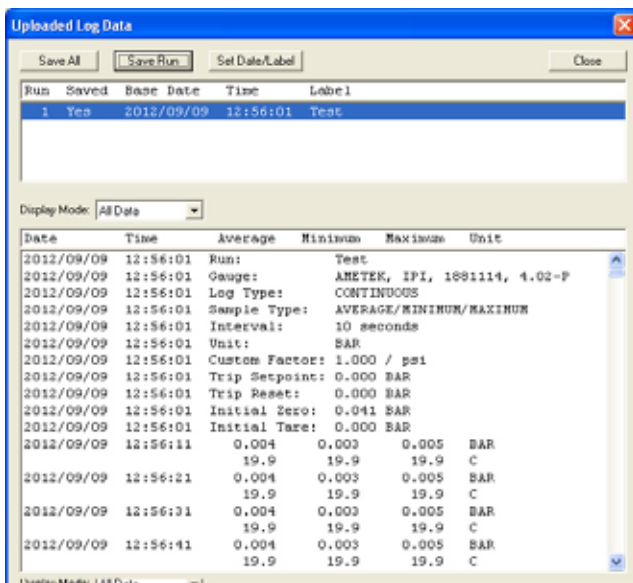 Uploaded Log Data
Save All Save Run Set Date/Label Close
Run Saved Base Date Time Label
1 Yes 2012/09/09 12:56:01 Test
Display Mode: All Data
Date Time Average Minimum Maximum Unit
2012/09/09 12:56:01 Run: Test
2012/09/09 12:56:01 Gauge: AMETEK, IPI, 1881114, 4.02-P
2012/09/09 12:56:01 Log Type: CONTINUOUS
2012/09/09 12:56:01 Sample Type: AVERAGE/MINIMUM/MAXIMUM
2012/09/09 12:56:01 Interval: 10 seconds
2012/09/09 12:56:01 Unit: BAR
2012/09/09 12:56:01 Custom Factor: 1.000 / psi
2012/09/09 12:56:01 Trip Setpoint: 0.000 BAR
2012/09/09 12:56:01 Trip Reset: 0.000 BAR
2012/09/09 12:56:01 Initial Zero: 0.041 BAR
2012/09/09 12:56:01 Initial Tare: 0.000 BAR
2012/09/09 12:56:11 0.004 0.003 0.005 BAR
19.9 19.9 19.9 C
2012/09/09 12:56:21 0.004 0.003 0.005 BAR
19.9 19.9 19.9 C
2012/09/09 12:56:31 0.004 0.003 0.005 BAR
19.9 19.9 19.9 C
2012/09/09 12:56:41 0.004 0.003 0.005 BAR
19.9 19.9 19.9 C
Display Mode: All Data